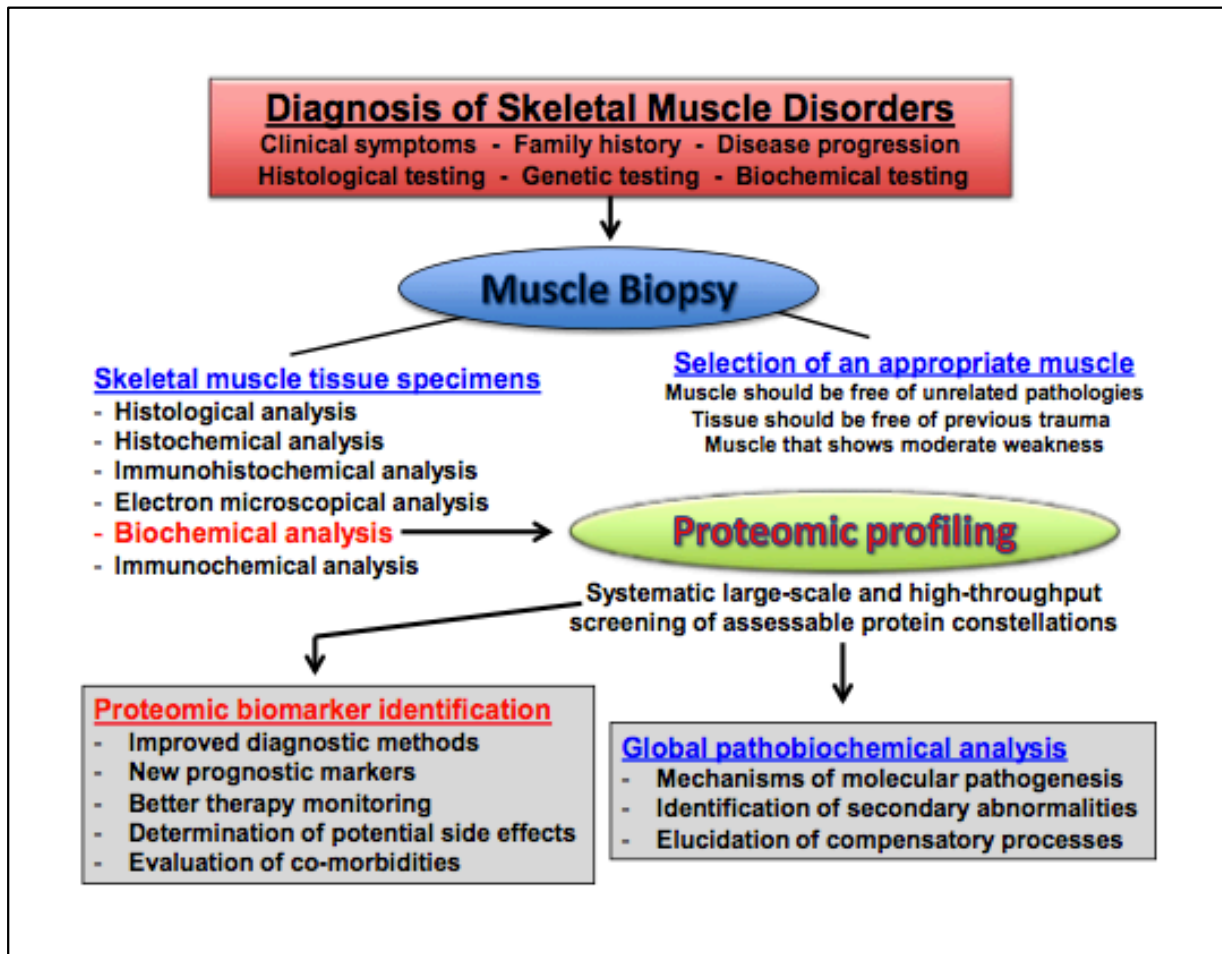 Diagnosis of Skeletal Muscle Disorders
Clinical symptoms - Family history - Disease progression
Histological testing - Genetic testing - Biochemical testing
Muscle Biopsy
Skeletal muscle tissue specimens
- Histological analysis
- Histochemical analysis
- Immunohistochemical analysis
- Electron microscopical analysis
- Biochemical analysis
- Immunochemical analysis
Selection of an appropriate muscle
Muscle should be free of unrelated pathologies
Tissue should be free of previous trauma
Muscle that shows moderate weakness
Proteomic profiling
Systematic large-scale and high-throughput
screening of assessable protein constellations
Proteomic biomarker identification
- Improved diagnostic methods
- New prognostic markers
- Better therapy monitoring
- Determination of potential side effects
- Evaluation of co-morbidities
Global pathobiochemical analysis
- Mechanisms of molecular pathogenesis
- Identification of secondary abnormalities
- Elucidation of compensatory processes